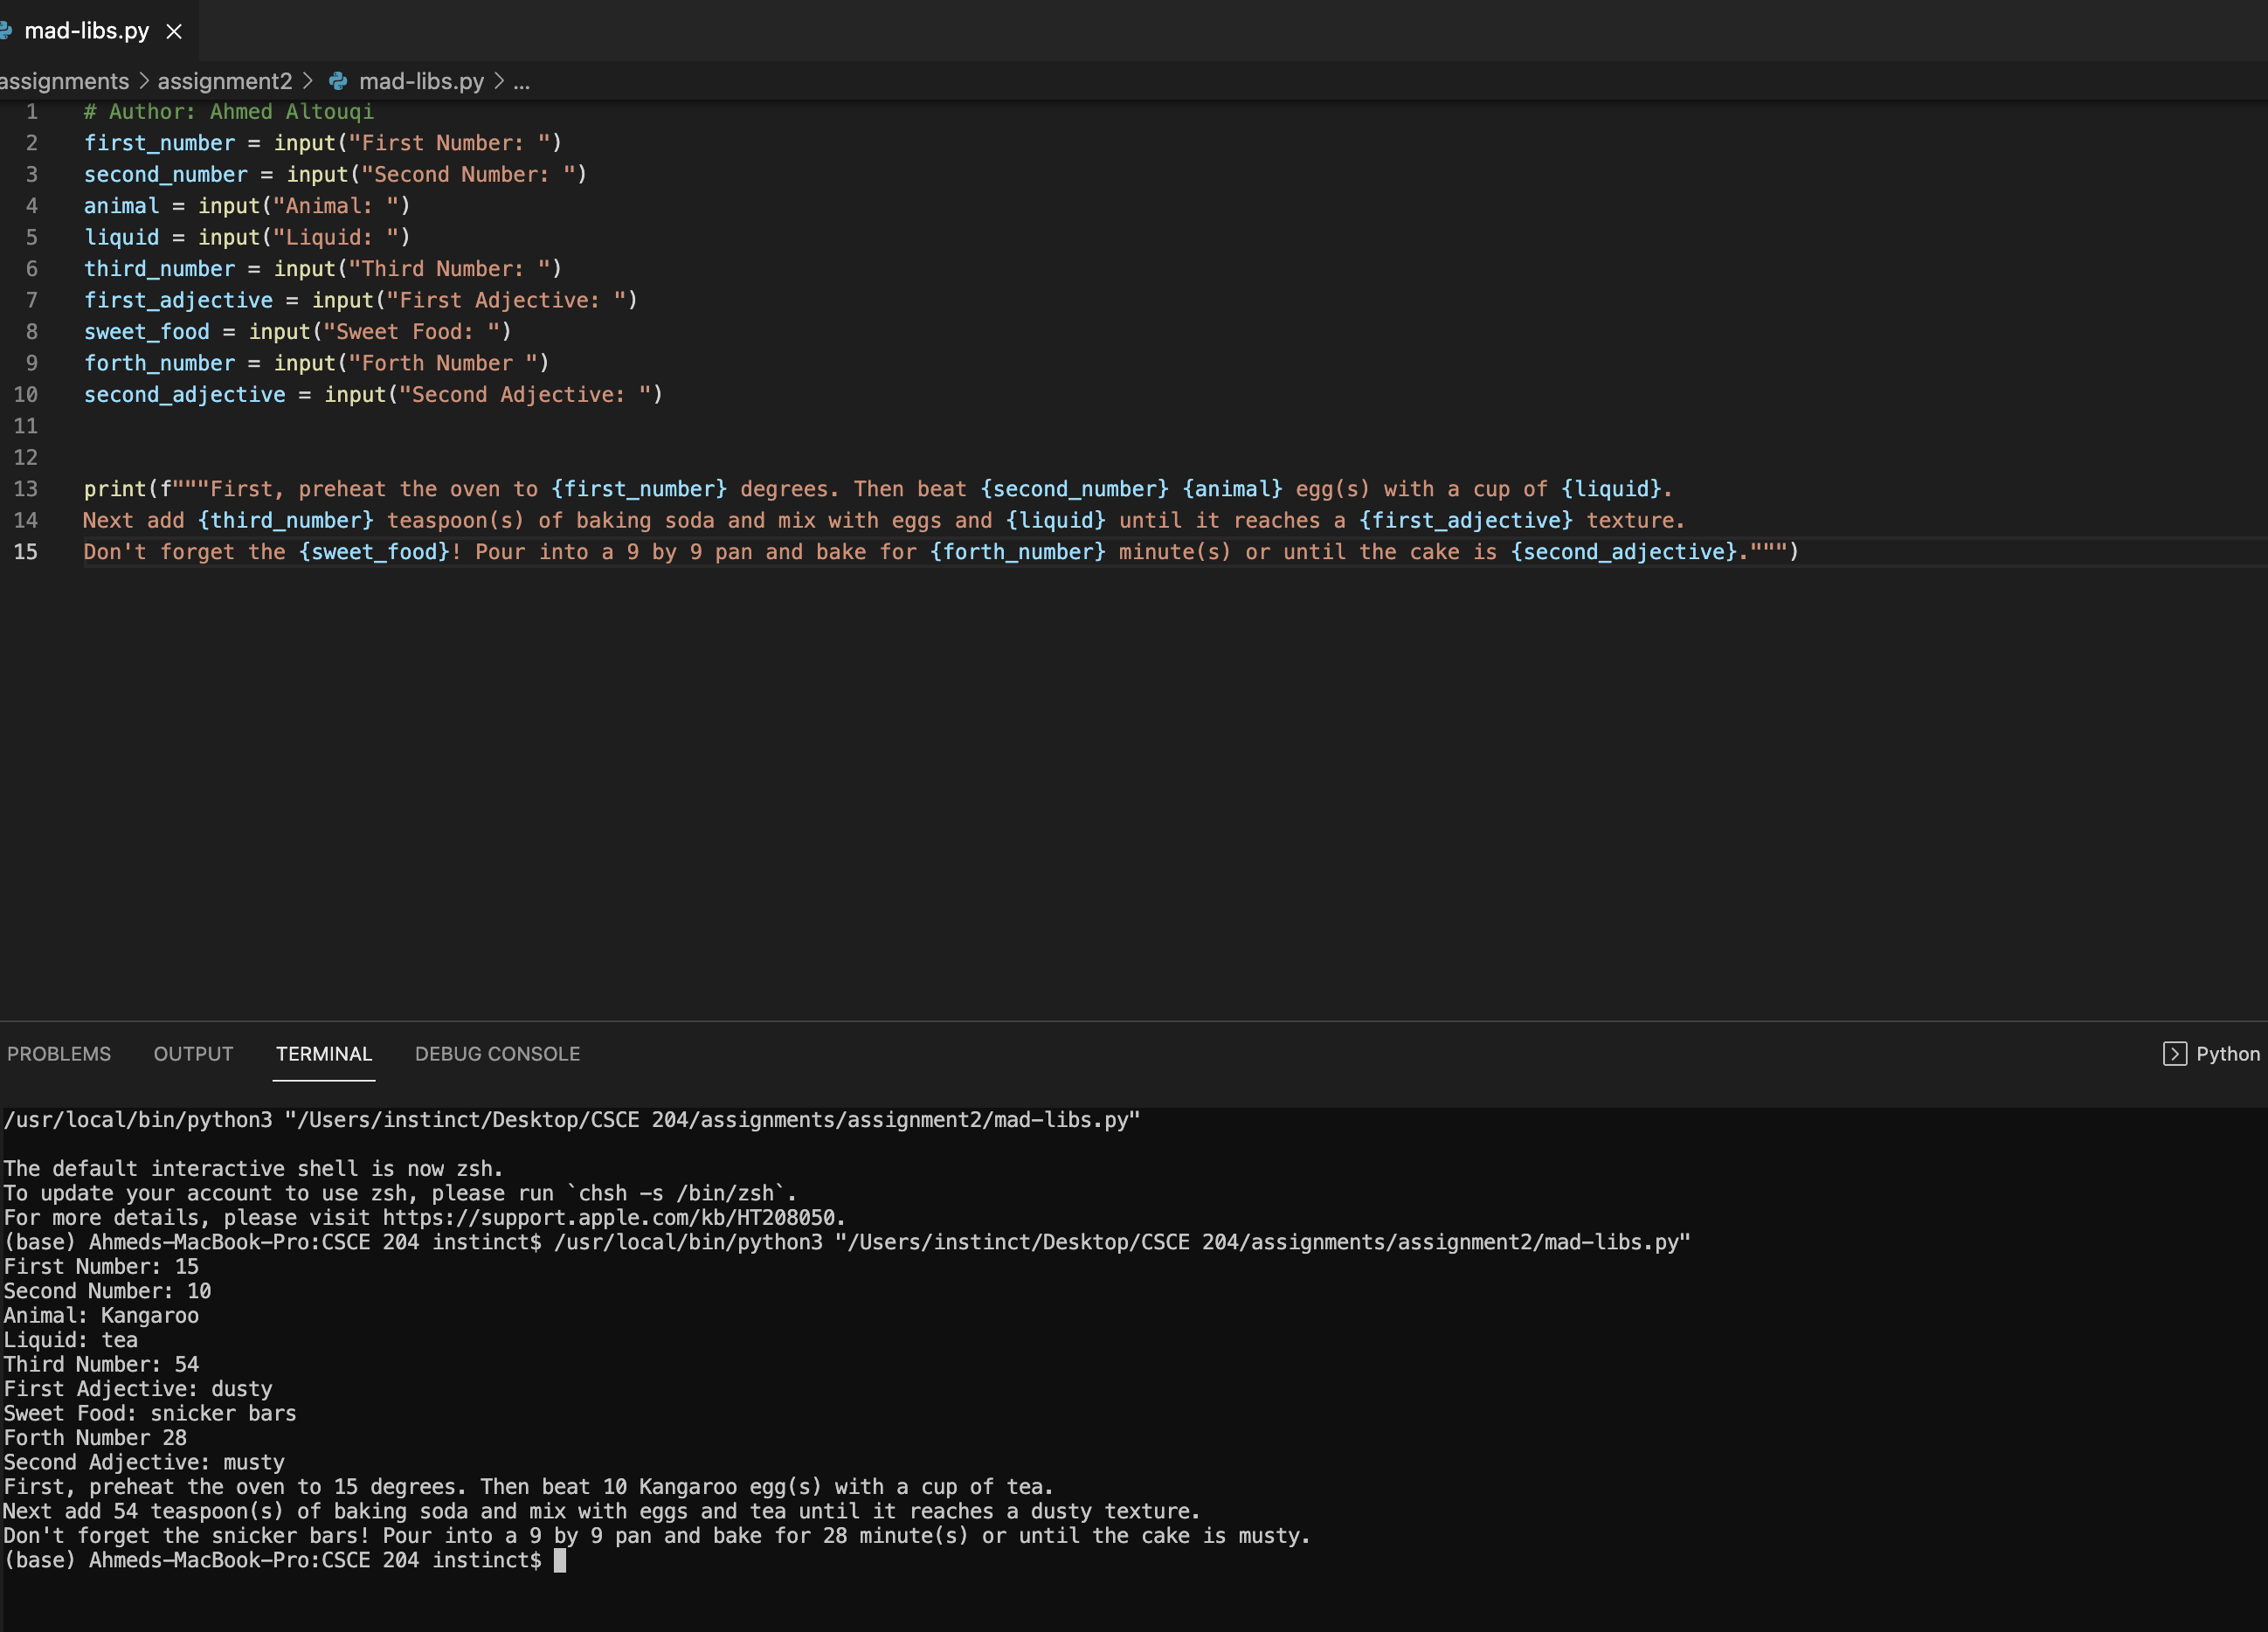 mad-libs.py
assignments > assignment2 > mad-libs.py > ...
1 # Author: Ahmed Altouqi
2 first_number = input("First Number: ")
3 second_number = input("Second Number: ")
4 animal = input("Animal: ")
5 liquid = input("Liquid: ")
6 third_number = input("Third Number: ")
7 first_adjective = input("First Adjective: ")
8 sweet_food = input("Sweet Food: ")
9 forth_number = input("Forth Number ")
10 second_adjective = input("Second Adjective: ")
11
12
13 print(f"""First, preheat the oven to {first_number} degrees. Then beat {second_number} {animal} egg(s) with a cup of {liquid}.
14 Next add {third_number} teaspoon(s) of baking soda and mix with eggs and {liquid} until it reaches a {first_adjective} texture.
15 Don't forget the {sweet_food}! Pour into a 9 by 9 pan and bake for {forth_number} minute(s) or until the cake is {second_adjective}.""")
PROBLEMS OUTPUT TERMINAL DEBUG CONSOLE Python
/usr/local/bin/python3 "/Users/instinct/Desktop/CSCE 204/assignments/assignment2/mad-libs.py"
The default interactive shell is now zsh.
To update your account to use zsh, please run `chsh -s /bin/zsh`.
For more details, please visit https://support.apple.com/kb/HT208050.
(base) Ahmeds-MacBook-Pro:CSCE 204 instinct$ /usr/local/bin/python3 "/Users/instinct/Desktop/CSCE 204/assignments/assignment2/mad-libs.py"
First Number: 15
Second Number: 10
Animal: Kangaroo
Liquid: tea
Third Number: 54
First Adjective: dusty
Sweet Food: snicker bars
Forth Number 28
Second Adjective: musty
First, preheat the oven to 15 degrees. Then beat 10 Kangaroo egg(s) with a cup of tea.
Next add 54 teaspoon(s) of baking soda and mix with eggs and tea until it reaches a dusty texture.
Don't forget the snicker bars! Pour into a 9 by 9 pan and bake for 28 minute(s) or until the cake is musty.
(base) Ahmeds-MacBook-Pro:CSCE 204 instinct$